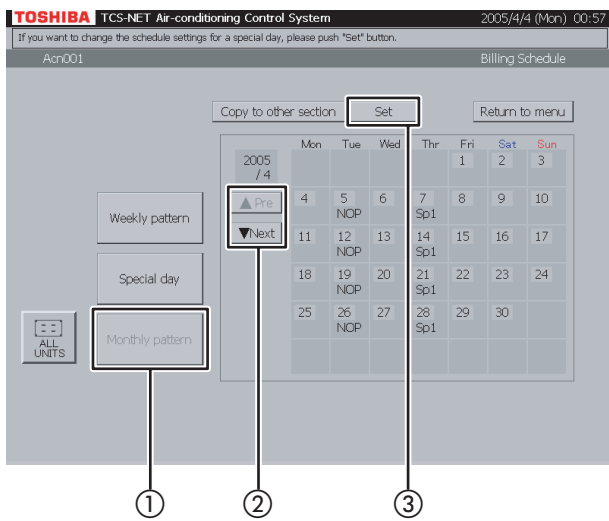 TOSHIBA TCS-NET Air-conditioning Control System 2005/4/4 (Mon) 00:57
If you want to change the schedule settings for a special day, please push "Set" button.
Acn001 Billing Schedule
Copy to other section Set Return to menu
Mon Tue Wed Thr Fri Sat Sun
2005 1 2 3
/ 4
▲ Pre 4 5 6 7 8 9 10
NOP Sp1
Weekly pattern
▼Next 11 12 13 14 15 16 17
NOP Sp1
Special day 18 19 20 21 22 23 24
NOP Sp1
25 26 27 28 29 30
NOP Sp1
ALL
UNITS
Monthly pattern
① ② ③